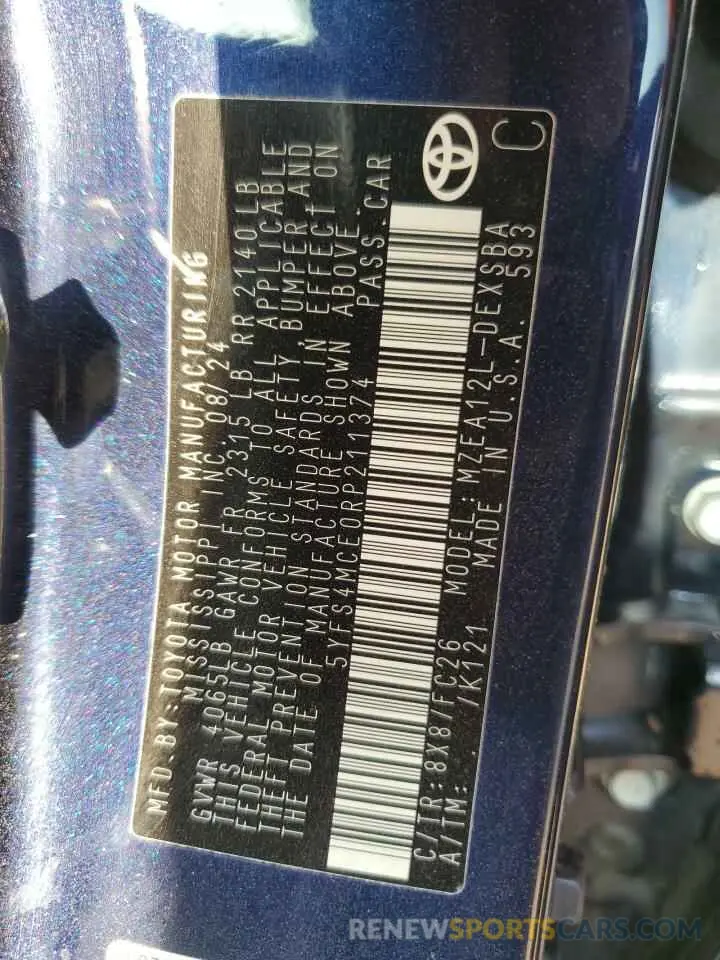 MFD.BY:TOYOTA MOTOR MANUFACTURING
MISSISSIPPI INC. 08/24
GVWR 4065LB GAWR FR 2315 LB RR 2140LB
THIS VEHICLE CONFORMS TO ALL APPLICABLE
FEDERAL MOTOR VEHICLE SAFETY BUMPER AND
THEFT PREVENTION STANDARDS IN EFFECT ON
THE DATE OF MANUFACTURE SHOWN ABOVE.
5YFS4MCE0RP211374 PASS.CAR
C/TR:8X8/FC26 MODEL:MZEA12L-DEXSBA
A/TM: /K121 MADE IN U.S.A. 593
C
RENEWSPORTSCARS.COM